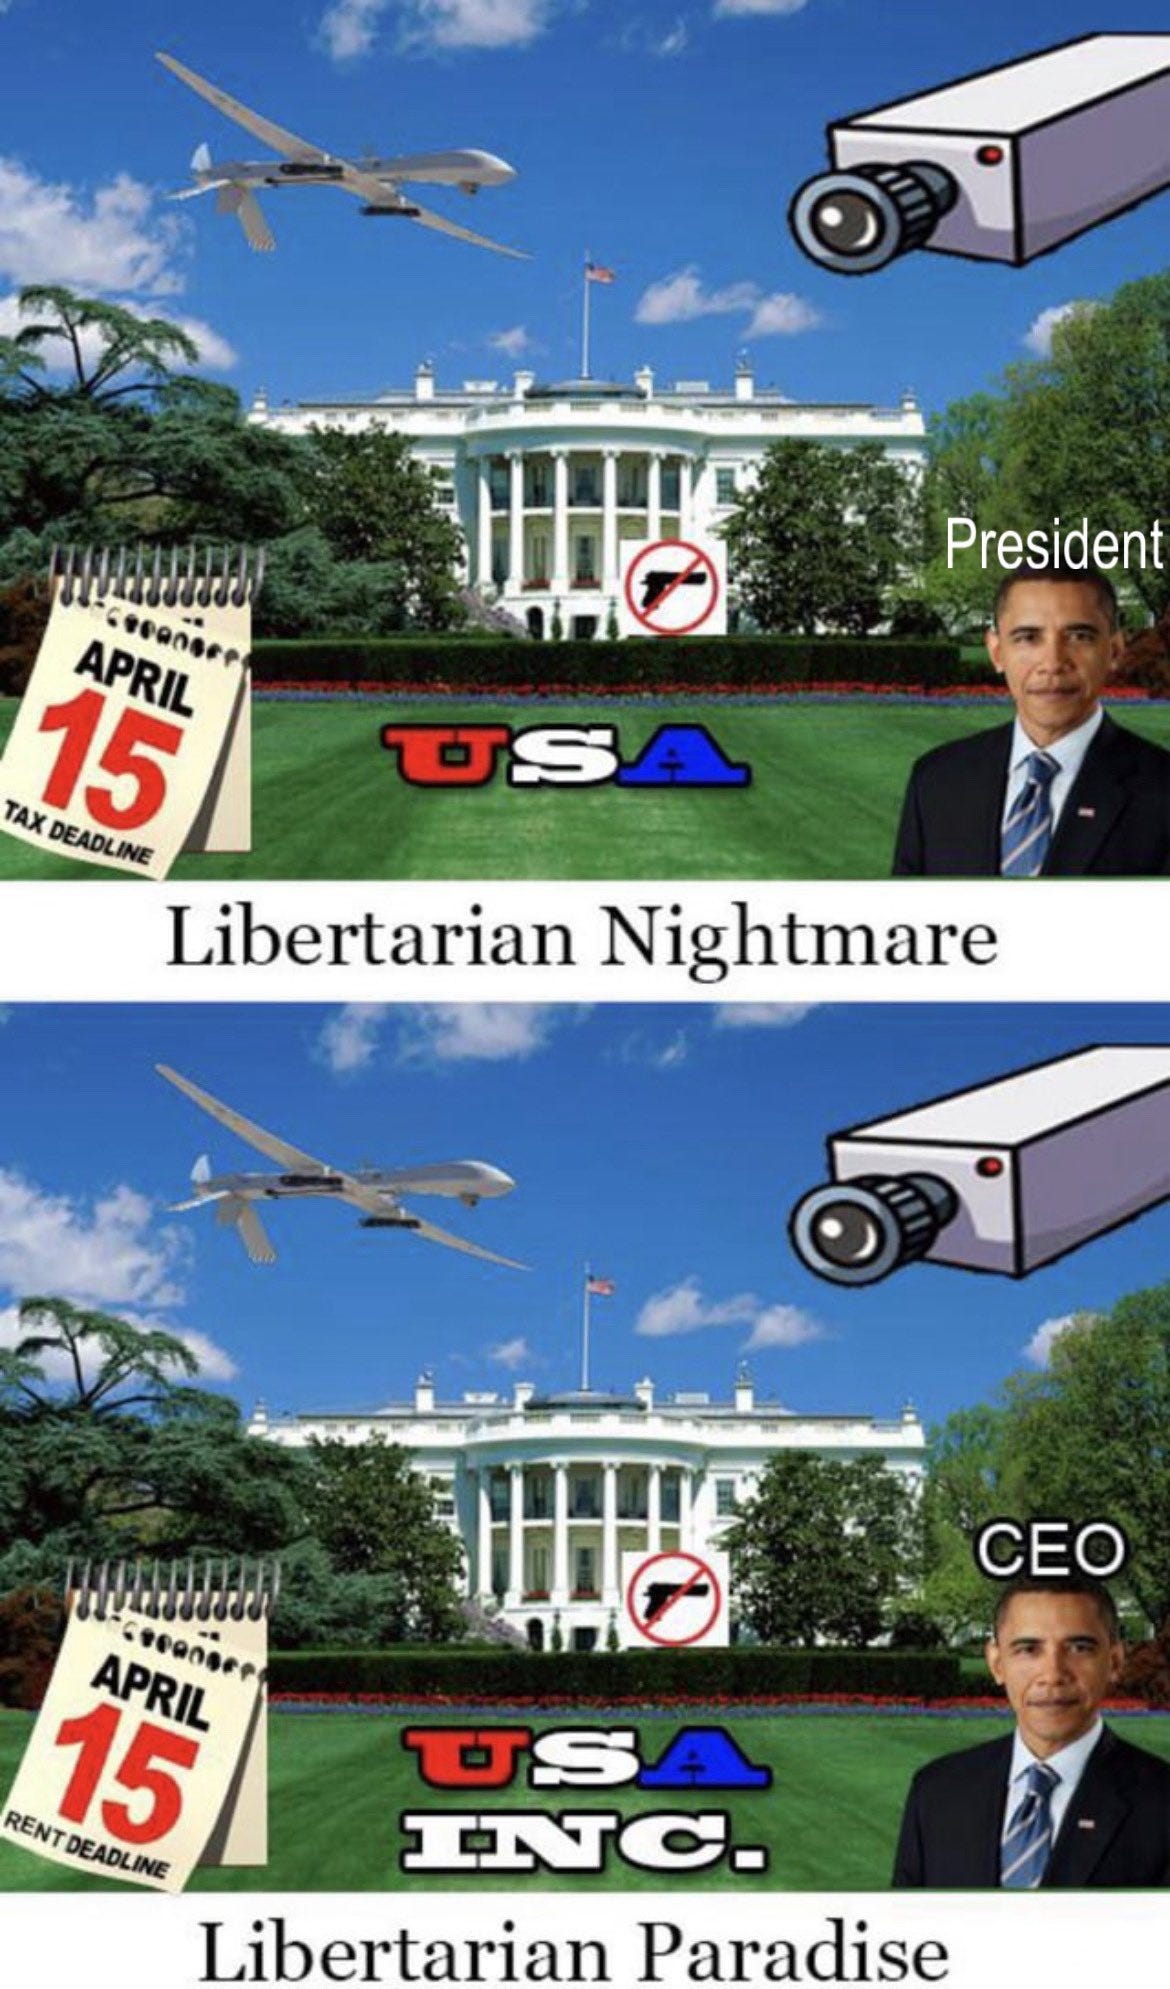 President
APRIL
15
TAX DEADLINE
USA
Libertarian Nightmare
CEO
APRIL
15
RENT DEADLINE
USA
INC.
Libertarian Paradise